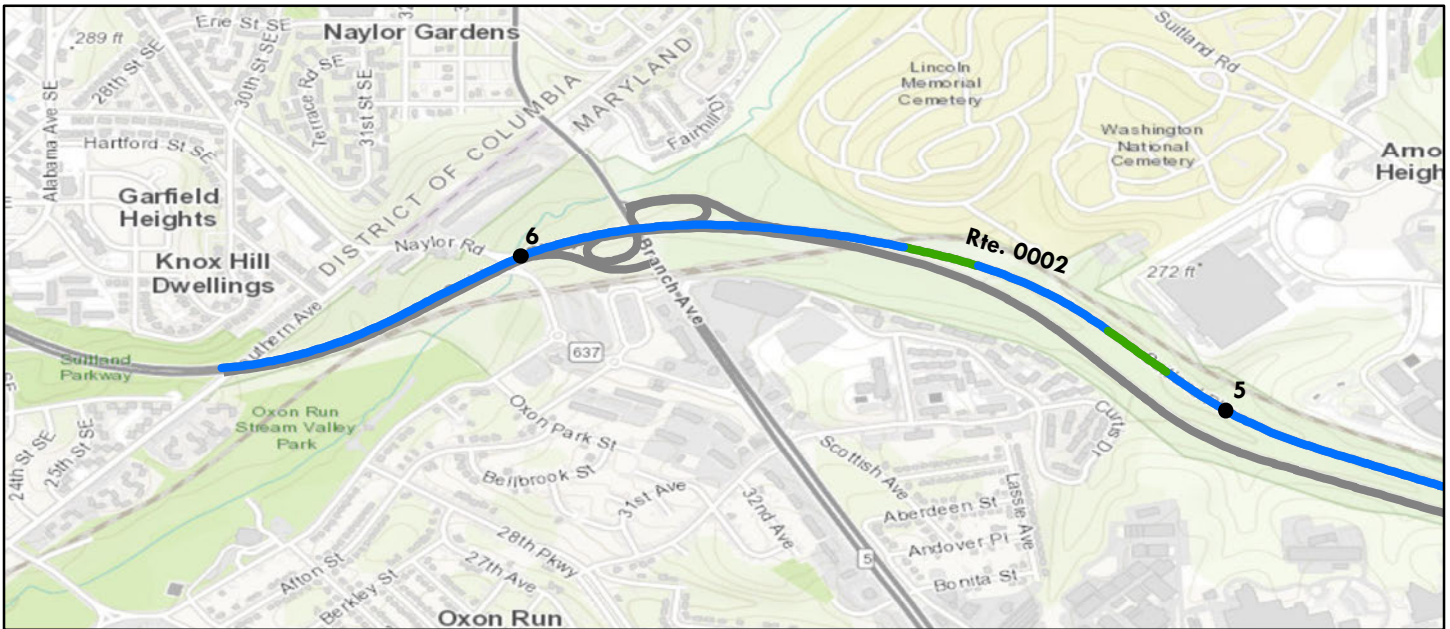 Erie St SE
Naylor Gardens
32
289 ft
28th St SE
30th St SE
Terrace Rd SE
31st St SE
Alabama Ave SE
Hartford St SE
DISTRICT OF COLUMBIA
MARYLAND
Fairhill Dr
Lincoln
Memorial
Cemetery
Suitland Rd
Washington
National
Cemetery
Arno
Heigh
Garfield
Heights
Knox Hill
Dwellings
Naylor Rd
6
Branch Ave
Rte. 0002
272 ft
Suitland
Parkway
637
5
Oxon Run
Stream Valley
Park
24th St SE
25th St SE
Oxon Park St
Bellbrook St
31st Ave
32nd Ave
Scottish Ave
Curtis Dr
Lassie Ave
Aberdeen St
Andover Pl
Bonita St
5
28th Pkwy
27th Ave
Afton St
Berkley St
Oxon Run